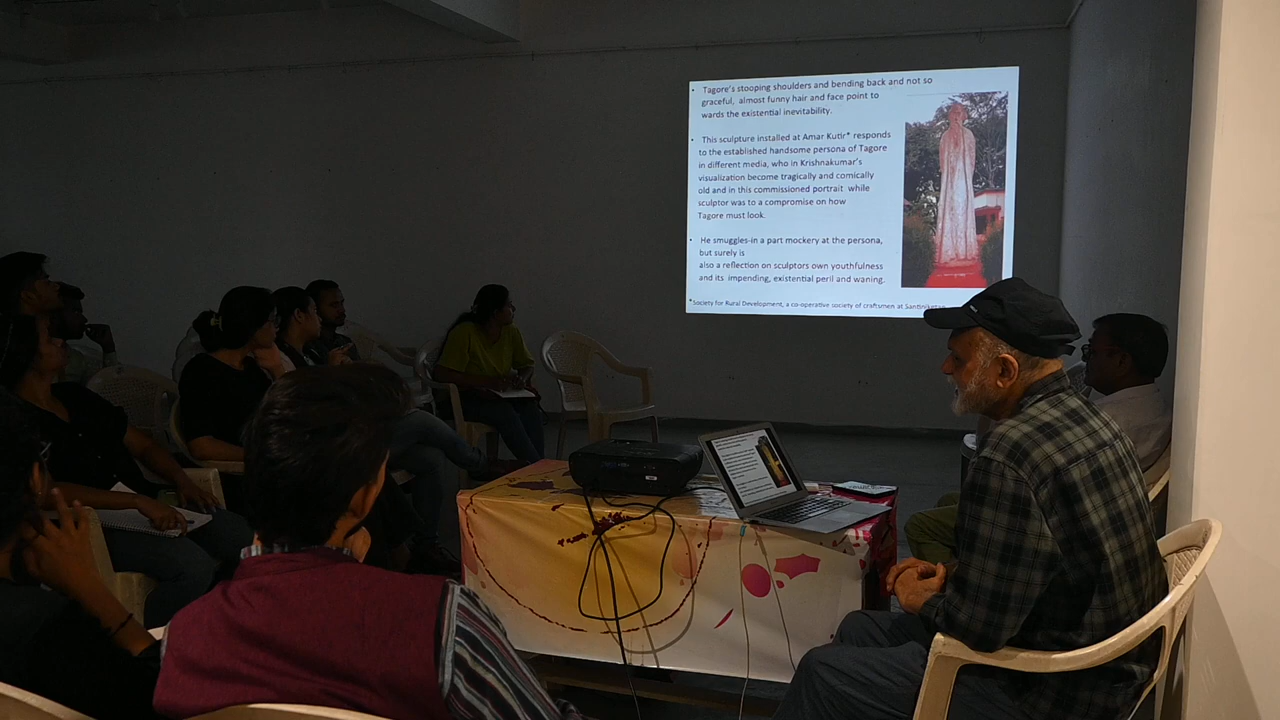 • Tagore's stooping shoulders and bending back and not so
graceful, almost funny hair and face point to
wards the existential inevitability.
• This sculpture installed at Amar Kutir* responds
to the established handsome persona of Tagore
in different media, who in Krishnakumar's
visualization become tragically and comically
old and in this commissioned portrait while
sculptor was to a compromise on how
Tagore must look.
• He smuggles-in a part mockery at the persona,
but surely is
also a reflection on sculptors own youthfulness
and its impending, existential peril and waning.
*Society for Rural Development, a co-operative society of craftsmen at Santiniketan